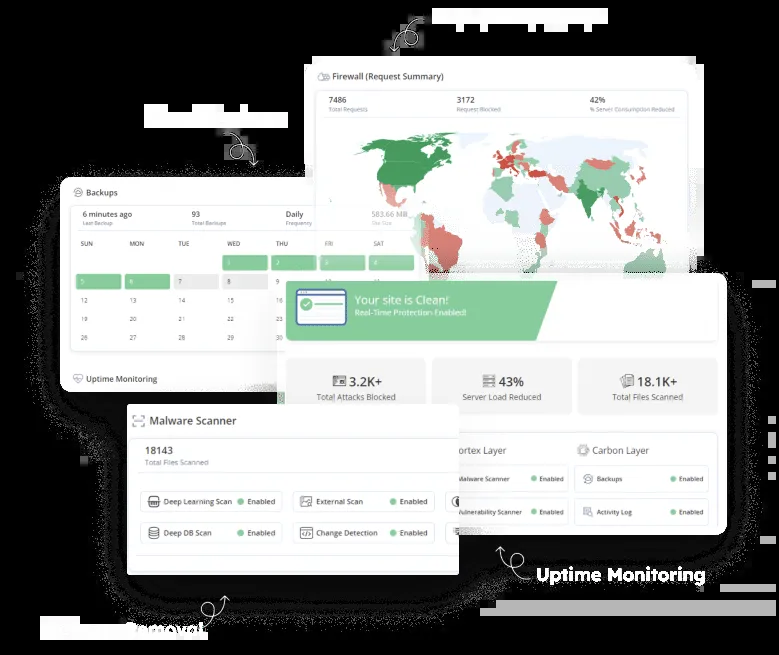 Firewall (Request Summary)
7486
3172
42%
Total Requests
Request Blocked
% Server Consumption Reduced
Backups
6 minutes ago
93
Daily
583.66 MB
Last Backup
Total Backups
Frequency
File Size
SUN MON TUE WED THU FRI SAT
1 2 3 4
5 6 7 8 9
12 13 14 15 16
19 20 21 22 23
26 27 28 29 30
Uptime Monitoring
Your site is Clean!
Real-Time Protection Enabled!
3.2K+
43%
18.1K+
Total Attacks Blocked
Server Load Reduced
Total Files Scanned
ortex Layer
Carbon Layer
Malware Scanner Enabled
Backups Enabled
Vulnerability Scanner Enabled
Activity Log Enabled
Malware Scanner
18143
Total Files Scanned
Deep Learning Scan Enabled
External Scan Enabled
Deep DB Scan Enabled
Change Detection Enabled
Uptime Monitoring